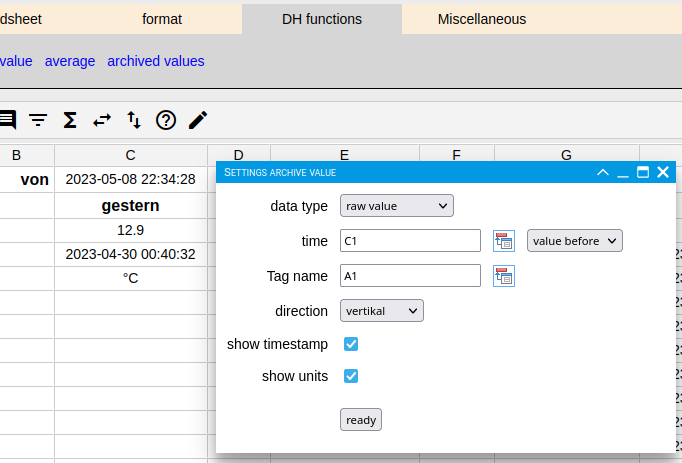 dsheet format DH functions Miscellaneous
value average archived values
B C D E F G
SETTINGS ARCHIVE VALUE
von 2023-05-08 22:34:28
data type raw value
gestern
12.9
time C1 value before
2023-04-30 00:40:32
°C
Tag name A1
direction vertikal
show timestamp
show units
ready